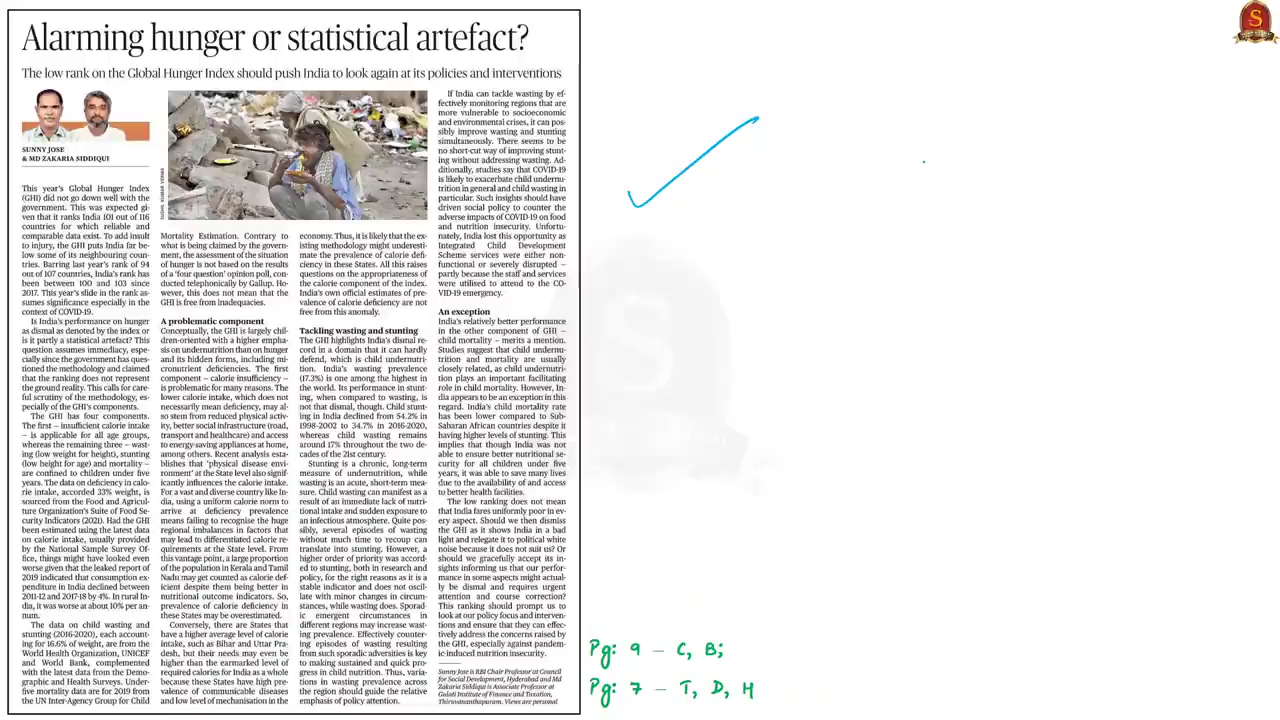 Alarming hunger or statistical artefact?
The low rank on the Global Hunger Index should push India to look again at its policies and interventions
SUNNY JOSE
& MD ZAKARIA SIDDIQUI
SUSHIL KUMAR VERMA
This year's Global Hunger Index
(GHI) did not go down well with the
government. This was expected gi-
ven that it ranks India 101 out of 116
countries for which reliable and
comparable data exist. To add insult
to injury, the GHI puts India far be-
low some of its neighbouring coun-
tries. Barring last year's rank of 94
out of 107 countries, India's rank has
been between 100 and 103 since
2017. This year's slide in the rank as-
sumes significance especially in the
context of COVID-19.
Is India's performance on hunger
as dismal as denoted by the index or
is it partly a statistical artefact? This
question assumes immediacy, espe-
cially since the government has ques-
tioned the methodology and claimed
that the ranking does not represent
the ground reality. This calls for care-
ful scrutiny of the methodology, es-
pecially of the GHI's components.
The GHI has four components.
The first – insufficient calorie intake
– is applicable for all age groups,
whereas the remaining three – wast-
ing (low weight for height), stunting
(low height for age) and mortality –
are confined to children under five
years. The data on deficiency in calo-
rie intake, accorded 33% weight, is
sourced from the Food and Agricul-
ture Organization's Suite of Food Se-
curity Indicators (2021). Had the GHI
been estimated using the latest data
on calorie intake, usually provided
by the National Sample Survey Of-
fice, things might have looked even
worse given that the leaked report of
2019 indicated that consumption ex-
penditure in India declined between
2011-12 and 2017-18 by 4%. In rural In-
dia, it was worse at about 10% per an-
num.
The data on child wasting and
stunting (2016-2020), each account-
ing for 16.6% of weight, are from the
World Health Organization, UNICEF
and World Bank, complemented
with the latest data from the Demo-
graphic and Health Surveys. Under-
five mortality data are for 2019 from
the UN Inter-Agency Group for Child
Mortality Estimation. Contrary to
what is being claimed by the govern-
ment, the assessment of the situation
of hunger is not based on the results
of a 'four question' opinion poll, con-
ducted telephonically by Gallup. Ho-
wever, this does not mean that the
GHI is free from inadequacies.
A problematic component
Conceptually, the GHI is largely chil-
dren-oriented with a higher empha-
sis on undernutrition than on hunger
and its hidden forms, including mi-
cronutrient deficiencies. The first
component – calorie insufficiency –
is problematic for many reasons. The
lower calorie intake, which does not
necessarily mean deficiency, may al-
so stem from reduced physical activ-
ity, better social infrastructure (road,
transport and healthcare) and access
to energy-saving appliances at home,
among others. Recent analysis esta-
blishes that 'physical disease envi-
ronment' at the State level also signi-
ficantly influences the calorie intake.
For a vast and diverse country like In-
dia, using a uniform calorie norm to
arrive at deficiency prevalence
means failing to recognise the huge
regional imbalances in factors that
may lead to differentiated calorie re-
quirements at the State level. From
this vantage point, a large proportion
of the population in Kerala and Tamil
Nadu may get counted as calorie def-
icient despite them being better in
nutritional outcome indicators. So,
prevalence of calorie deficiency in
these States may be overestimated.
Conversely, there are States that
have a higher average level of calorie
intake, such as Bihar and Uttar Pra-
desh, but their needs may even be
higher than the earmarked level of
required calories for India as a whole
because these States have high pre-
valence of communicable diseases
and low level of mechanisation in the
economy. Thus, it is likely that the ex-
isting methodology might underesti-
mate the prevalence of calorie defi-
ciency in these States. All this raises
questions on the appropriateness of
the calorie component of the index.
India's own official estimates of pre-
valence of calorie deficiency are not
free from this anomaly.
Tackling wasting and stunting
The GHI highlights India's dismal re-
cord in a domain that it can hardly
defend, which is child undernutri-
tion. India's wasting prevalence
(17.3%) is one among the highest in
the world. Its performance in stunt-
ing, when compared to wasting, is
not that dismal, though. Child stunt-
ing in India declined from 54.2% in
1998-2002 to 34.7% in 2016-2020,
whereas child wasting remains
around 17% throughout the two de-
cades of the 21st century.
Stunting is a chronic, long-term
measure of undernutrition, while
wasting is an acute, short-term mea-
sure. Child wasting can manifest as a
result of an immediate lack of nutri-
tional intake and sudden exposure to
an infectious atmosphere. Quite pos-
sibly, several episodes of wasting
without much time to recoup can
translate into stunting. However, a
higher order of priority was accord-
ed to stunting, both in research and
policy, for the right reasons as it is a
stable indicator and does not oscil-
late with minor changes in circum-
stances, while wasting does. Sporad-
ic emergent circumstances in
different regions may increase wast-
ing prevalence. Effectively counter-
ing episodes of wasting resulting
from such sporadic adversities is key
to making sustained and quick pro-
gress in child nutrition. Thus, varia-
tions in wasting prevalence across
the region should guide the relative
emphasis of policy attention.
If India can tackle wasting by ef-
fectively monitoring regions that are
more vulnerable to socioeconomic
and environmental crises, it can pos-
sibly improve wasting and stunting
simultaneously. There seems to be
no short-cut way of improving stunt-
ing without addressing wasting. Ad-
ditionally, studies say that COVID-19
is likely to exacerbate child undernu-
trition in general and child wasting in
particular. Such insights should have
driven social policy to counter the
adverse impacts of COVID-19 on food
and nutrition insecurity. Unfortu-
nately, India lost this opportunity as
Integrated Child Development
Scheme services were either non-
functional or severely disrupted –
partly because the staff and services
were utilised to attend to the CO-
VID-19 emergency.
An exception
India's relatively better performance
in the other component of GHI –
child mortality – merits a mention.
Studies suggest that child undernu-
trition and mortality are usually
closely related, as child undernutri-
tion plays an important facilitating
role in child mortality. However, In-
dia appears to be an exception in this
regard. India's child mortality rate
has been lower compared to Sub-
Saharan African countries despite it
having higher levels of stunting. This
implies that though India was not
able to ensure better nutritional se-
curity for all children under five
years, it was able to save many lives
due to the availability of and access
to better health facilities.
The low ranking does not mean
that India fares uniformly poor in ev-
ery aspect. Should we then dismiss
the GHI as it shows India in a bad
light and relegate it to political white
noise because it does not suit us? Or
should we gracefully accept its in-
sights informing us that our perfor-
mance in some aspects might actual-
ly be dismal and requires urgent
attention and course correction?
This ranking should prompt us to
look at our policy focus and interven-
tions and ensure that they can effec-
tively address the concerns raised by
the GHI, especially against pandem-
ic-induced nutrition insecurity.
Sunny Jose is RBI Chair Professor at Council
for Social Development, Hyderabad and Md
Zakaria Siddiqui is Associate Professor at
Gulati Institute of Finance and Taxation,
Thiruvananthapuram. Views are personal
Pg: 9 – C, B;
Pg: 7 – T, D, H
S
S